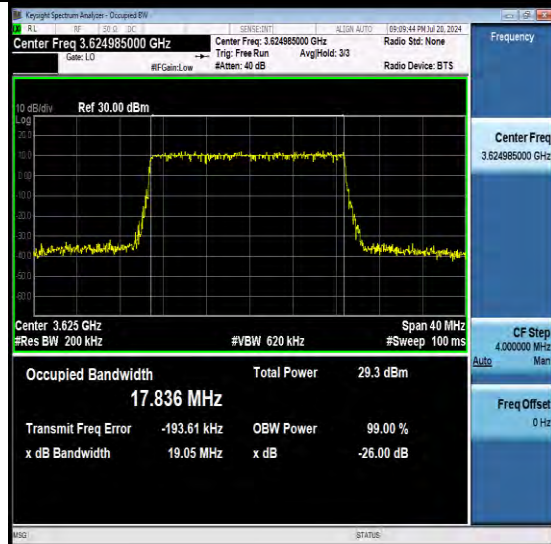 Keysight Spectrum Analyzer - Occupied BW
RL RF 50 Ω DC SENSE:INT ALIGN AUTO 09:09:44 PM Jul 20, 2024
Center Freq 3.624985000 GHz Center Freq: 3.624985000 GHz Radio Std: None Frequency
Gate: LO Trig: Free Run Avg|Hold: 3/3
#IFGain:Low #Atten: 40 dB Radio Device: BTS
10 dB/div Ref 30.00 dBm
Log
20.0
10.0
0.00
-10.0
-20.0
-30.0
-40.0
-50.0
-60.0
Center Freq
3.624985000 GHz
Center 3.625 GHz Span 40 MHz
#Res BW 200 kHz #VBW 620 kHz #Sweep 100 ms
CF Step
4.000000 MHz
Auto Man
Occupied Bandwidth Total Power 29.3 dBm
17.836 MHz
Freq Offset
0 Hz
Transmit Freq Error -193.61 kHz OBW Power 99.00 %
x dB Bandwidth 19.05 MHz x dB -26.00 dB
MSG STATUS